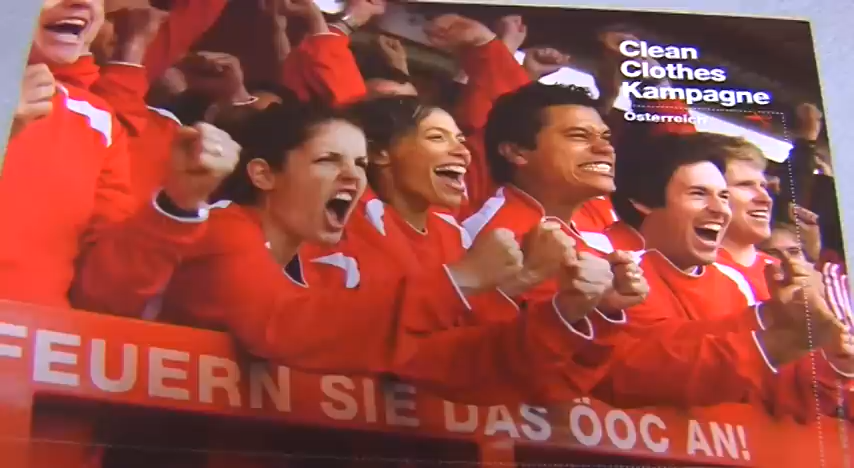 Clean
Clothes
Kampagne
Österreich
FEUERN SIE DAS ÖOC AN!